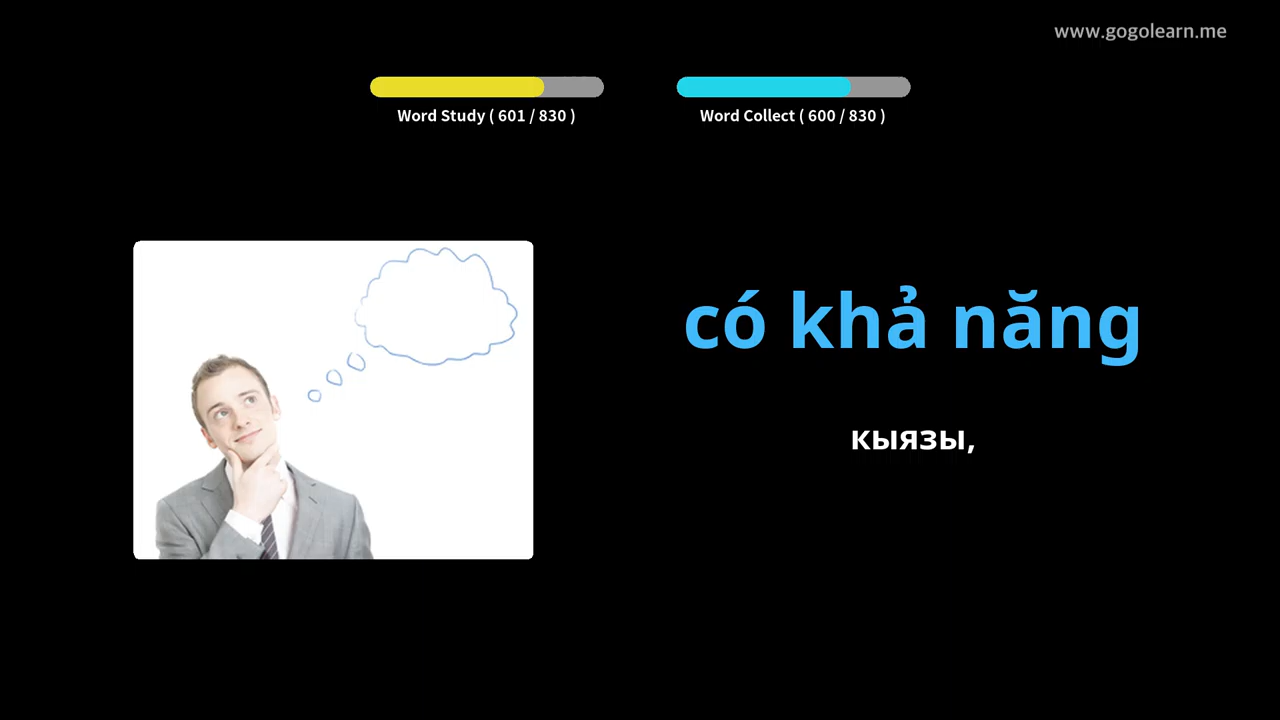 www.gogolearn.me
Word Study ( 601 / 830 )
Word Collect ( 600 / 830 )
có khả năng
кыязы,